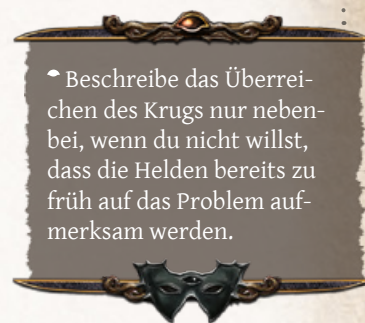 Beschreibe das Überrei-
chen des Krugs nur neben-
bei, wenn du nicht willst,
dass die Helden bereits zu
früh auf das Problem auf-
merksam werden.